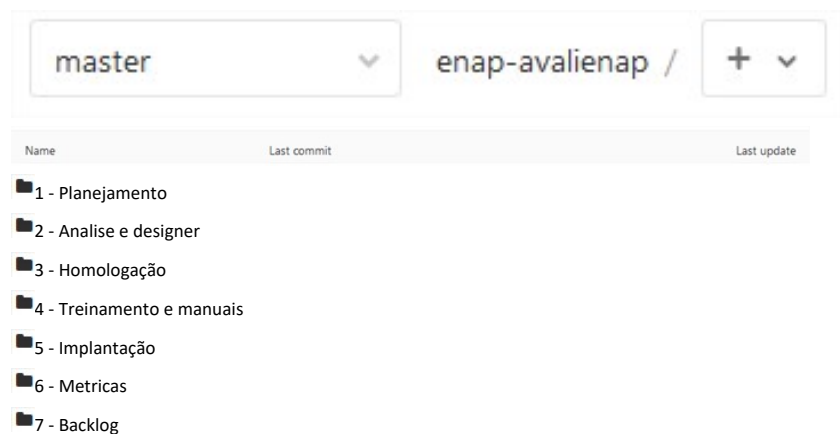 master enap-avalienap / +
Name Last commit Last update
1 - Planejamento
2 - Analise e designer
3 - Homologação
4 - Treinamento e manuais
5 - Implantação
6 - Metricas
7 - Backlog